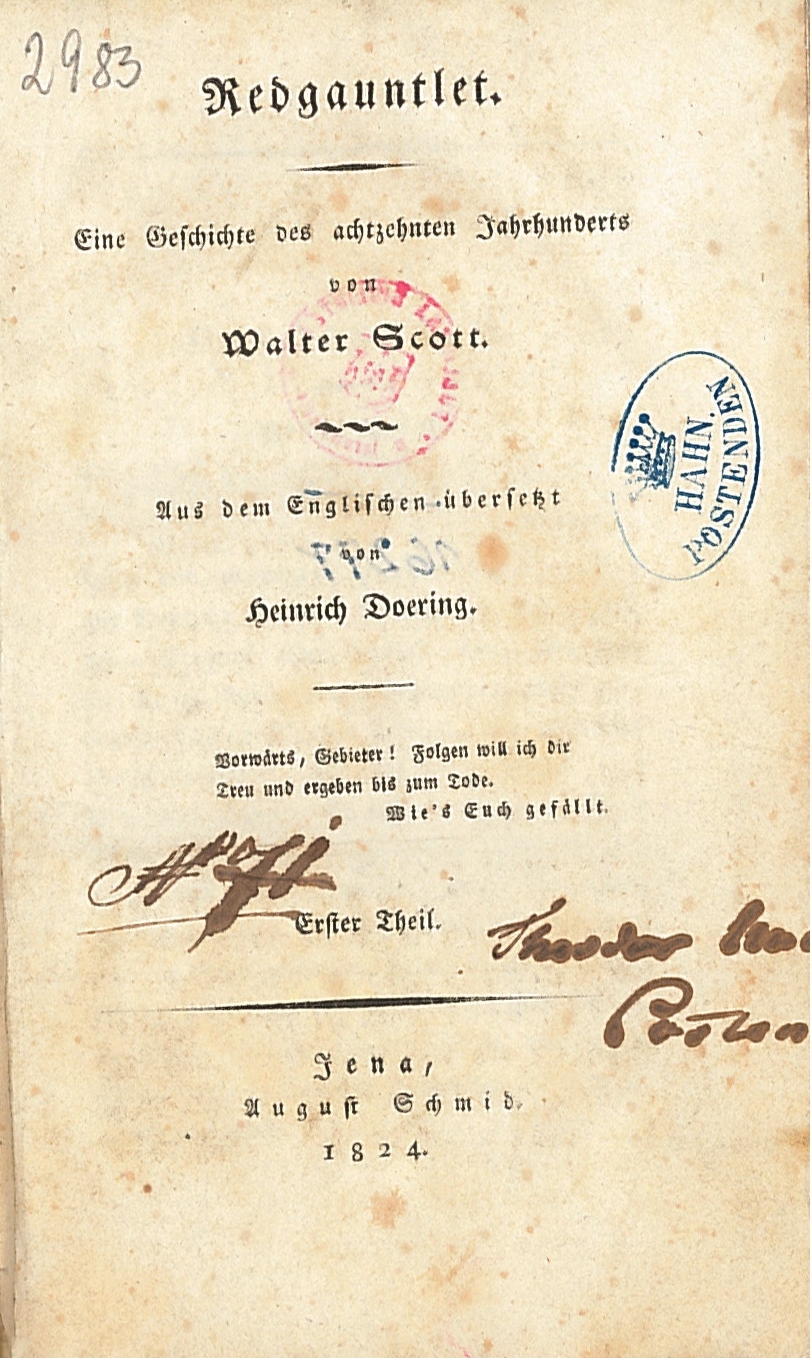 2983
Redgauntlet.
Eine Geschichte des achtzehnten Jahrhunderts
von
Walter Scott.
Aus dem Englischen übersetzt
von
Heinrich Doering.
HAHN.
POSTENDEN
Vorwärts, Gebieter! Folgen will ich dir
Treu und ergeben bis zum Tode.
Wie's Euch gefällt.
Erster Theil.
Theodor
Jena,
August Schmid.
1824.